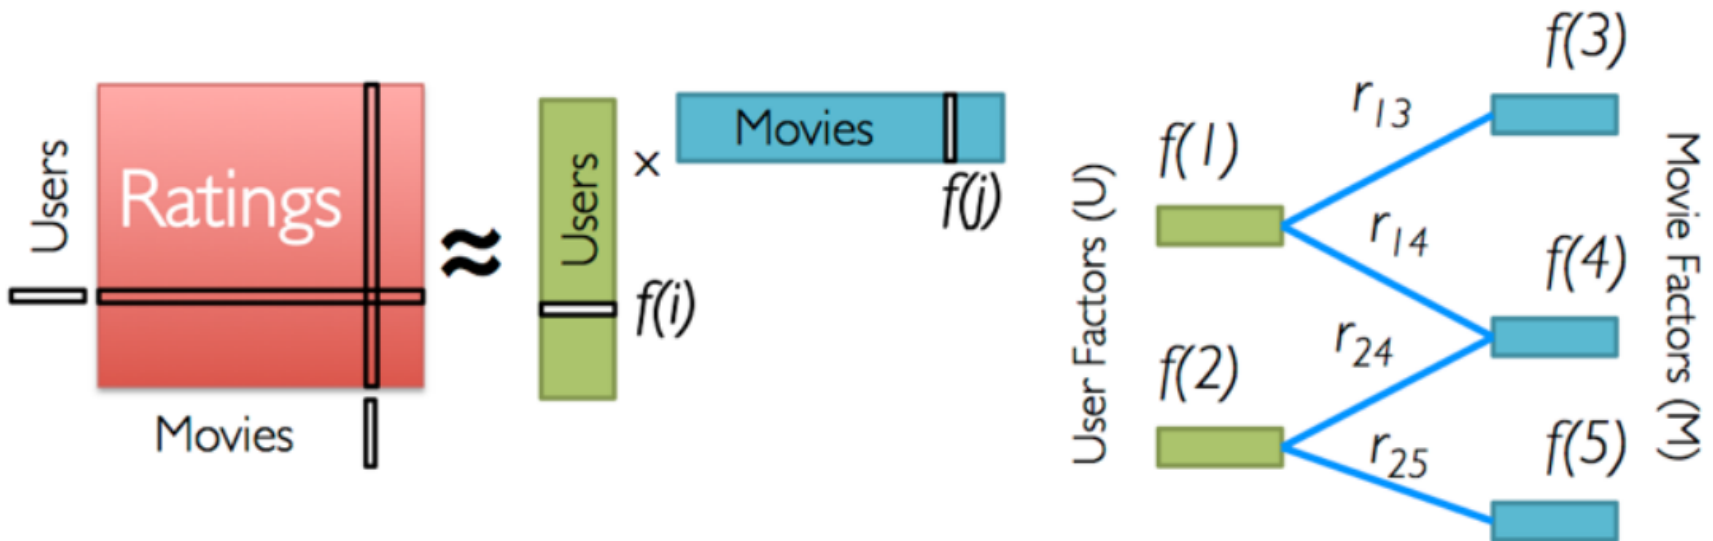 Users
Ratings
Movies
≈
Users
f(i)
x
Movies
f(j)
User Factors (U)
f(1)
f(2)
r13
r14
r24
r25
f(3)
f(4)
f(5)
Movie Factors (M)